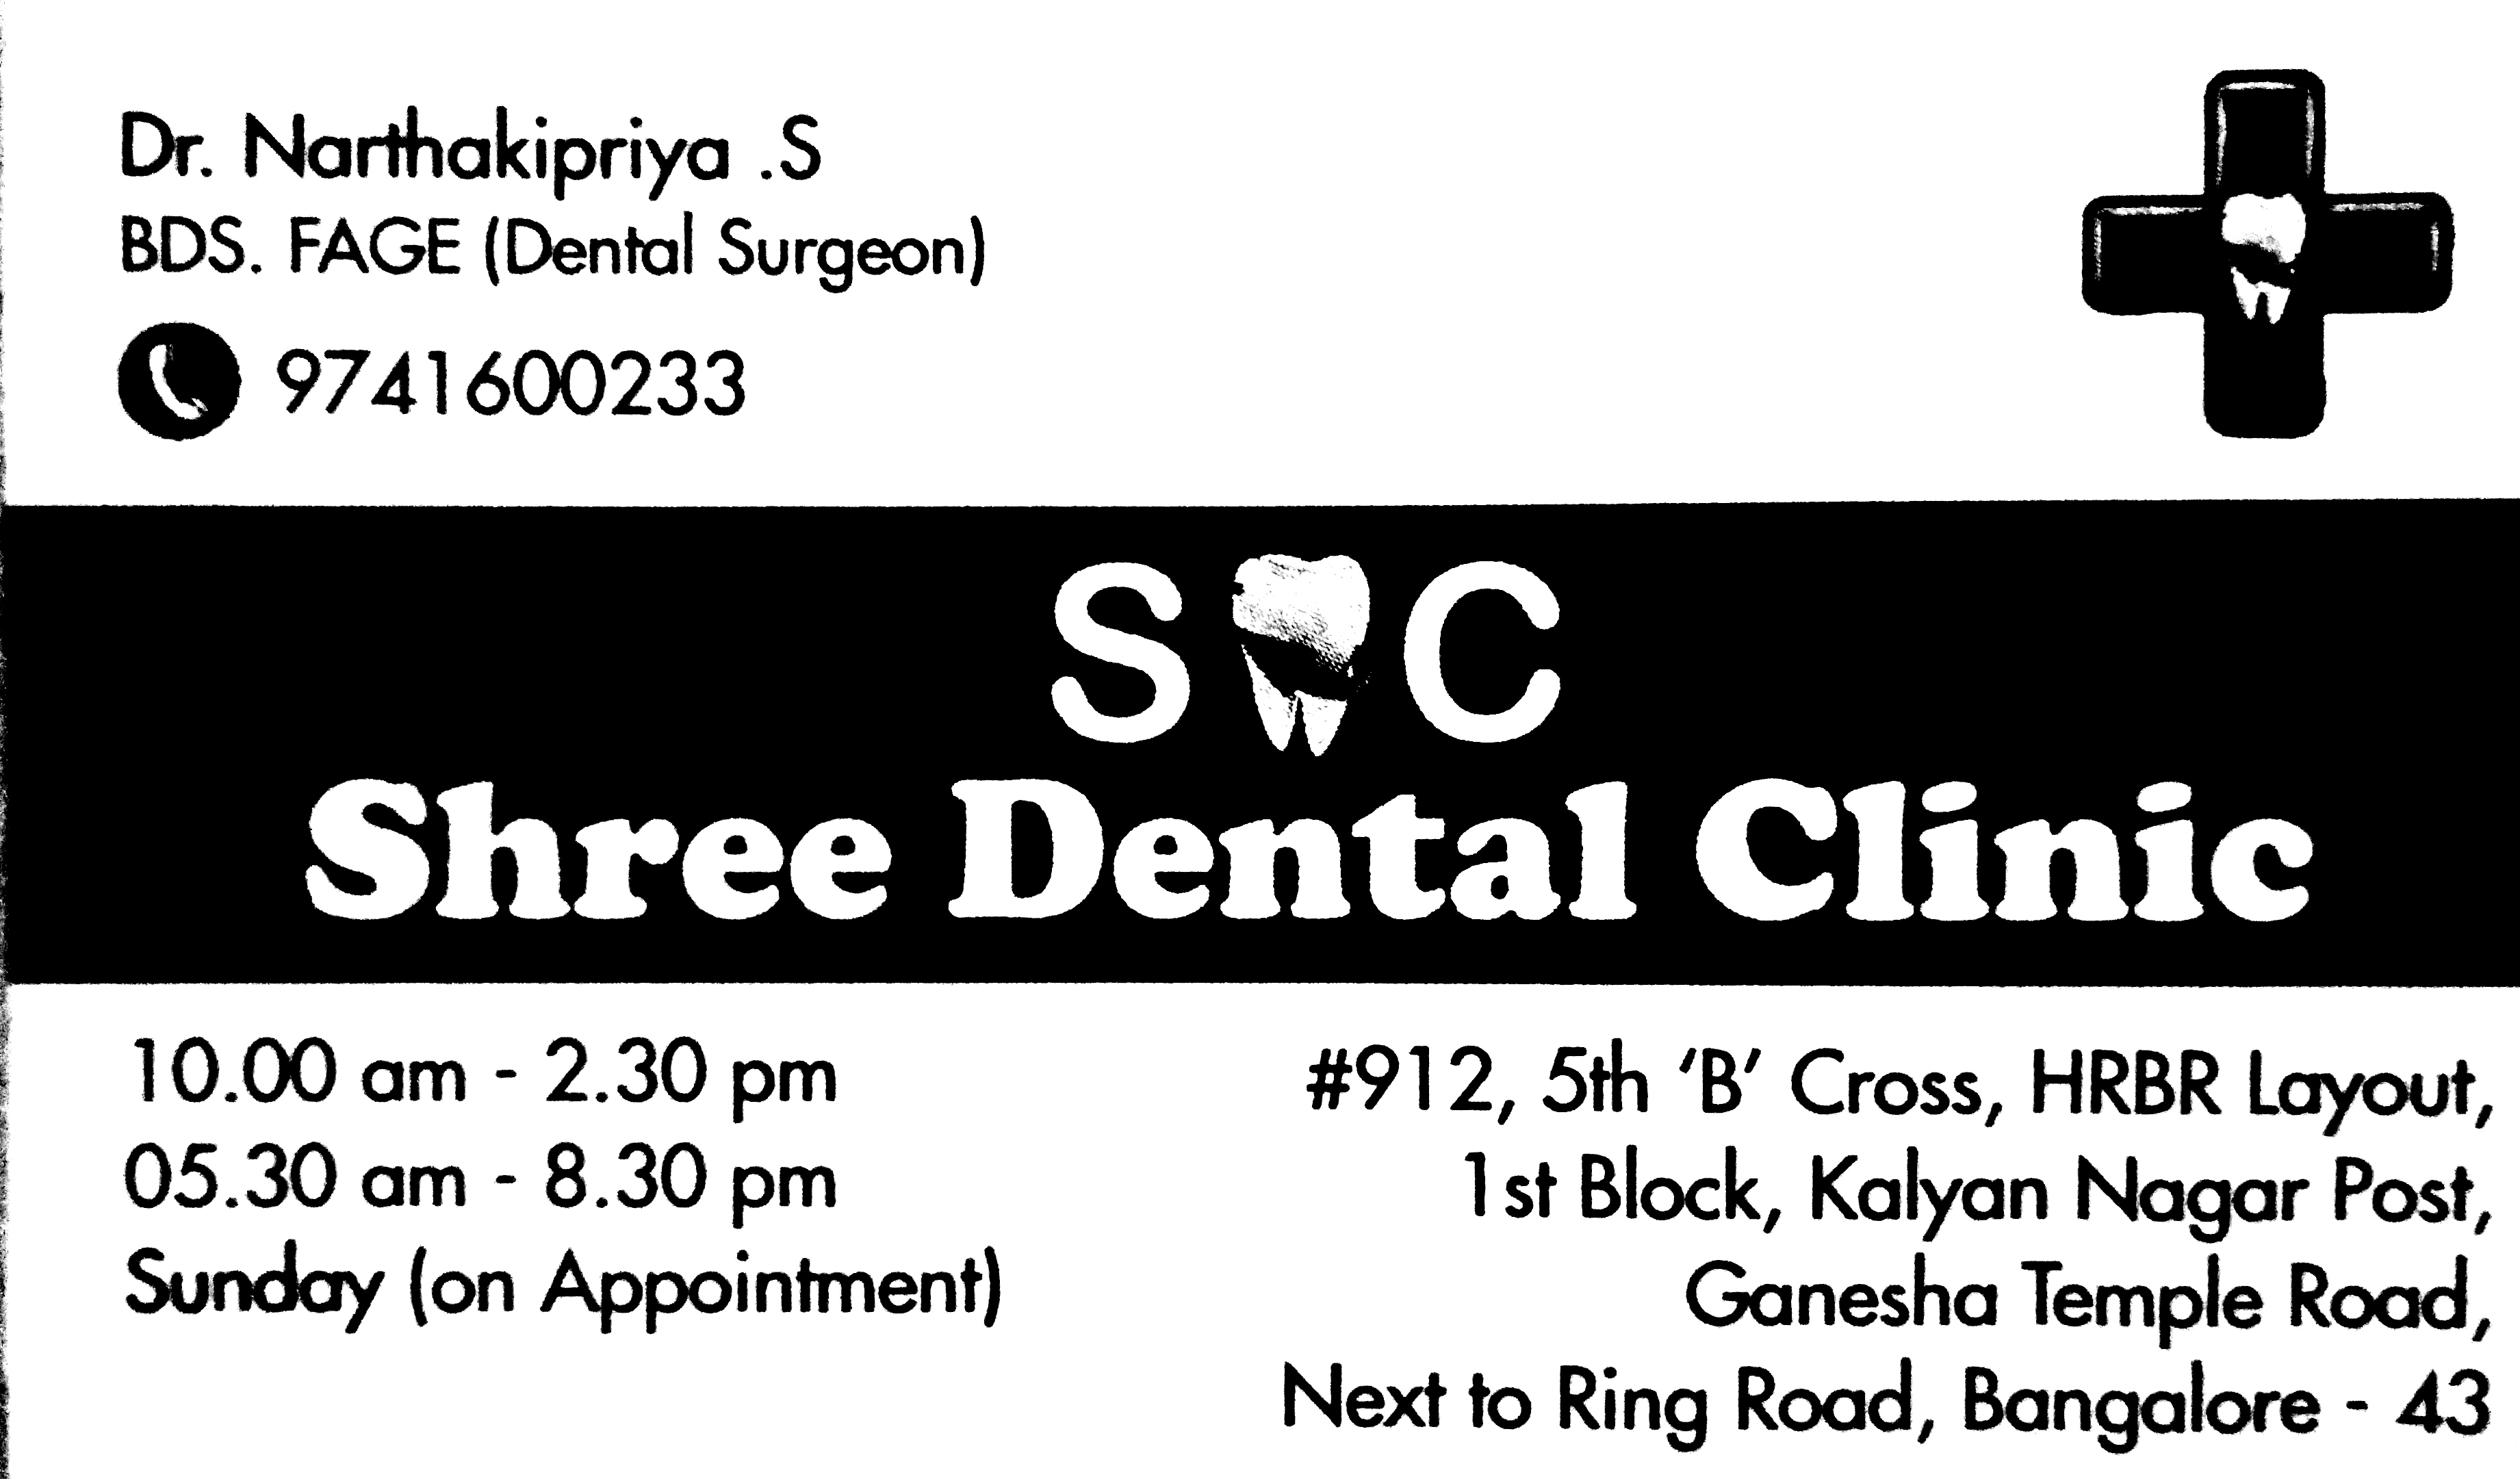 Dr. Narthakipriya .S
BDS. FAGE (Dental Surgeon)
9741600233
S C
Shree Dental Clinic
10.00 am - 2.30 pm
05.30 am - 8.30 pm
Sunday (on Appointment)
#912, 5th 'B' Cross, HRBR Layout,
1st Block, Kalyan Nagar Post,
Ganesha Temple Road,
Next to Ring Road, Bangalore - 43